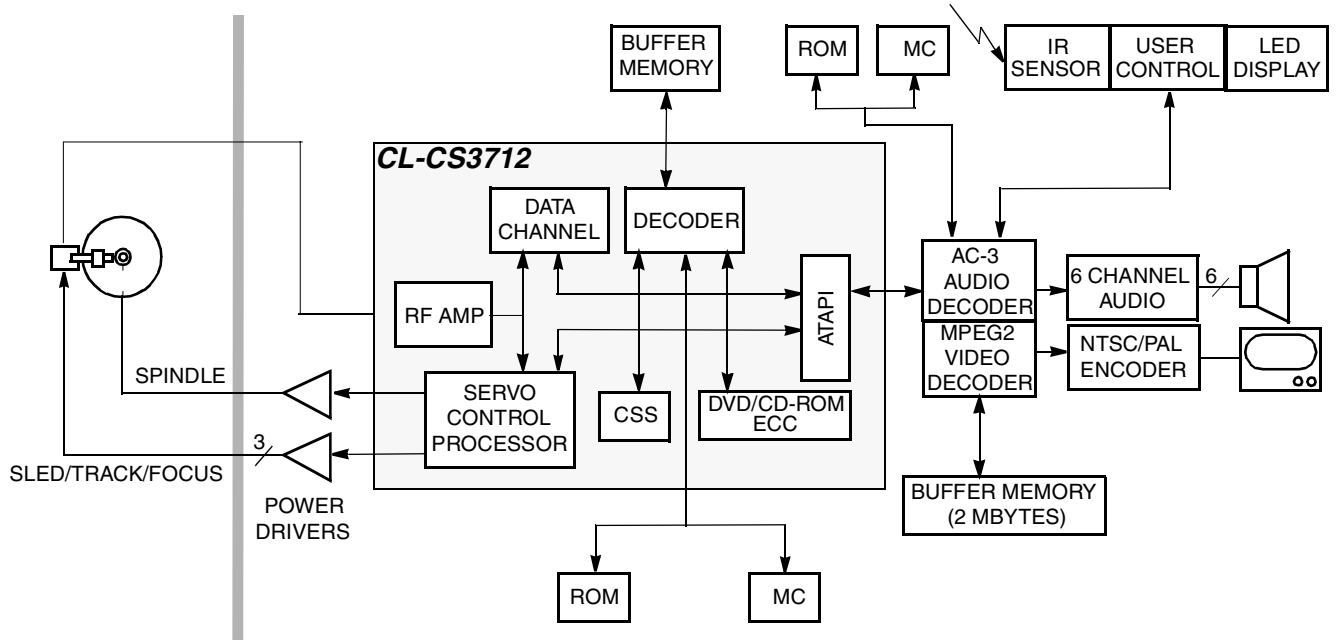 BUFFER
MEMORY
ROM
MC
IR
SENSOR
USER
CONTROL
LED
DISPLAY
CL-CS3712
DATA
CHANNEL
DECODER
RF AMP
ATAPI
AC-3
AUDIO
DECODER
6 CHANNEL
AUDIO
6
MPEG2
VIDEO
DECODER
NTSC/PAL
ENCODER
SPINDLE
SERVO
CONTROL
PROCESSOR
CSS
DVD/CD-ROM
ECC
3
SLED/TRACK/FOCUS
POWER
DRIVERS
BUFFER MEMORY
(2 MBYTES)
ROM
MC